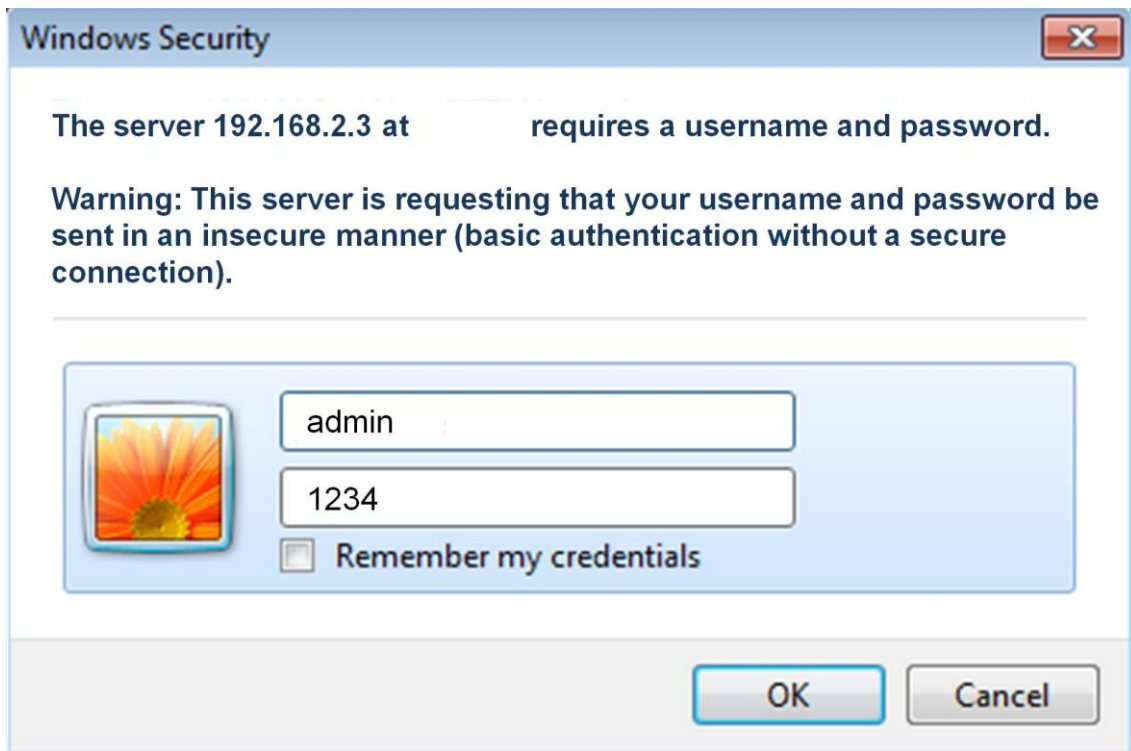 Windows Security
The server 192.168.2.3 at requires a username and password.
Warning: This server is requesting that your username and password be
sent in an insecure manner (basic authentication without a secure
connection).
admin
1234
Remember my credentials
OK Cancel